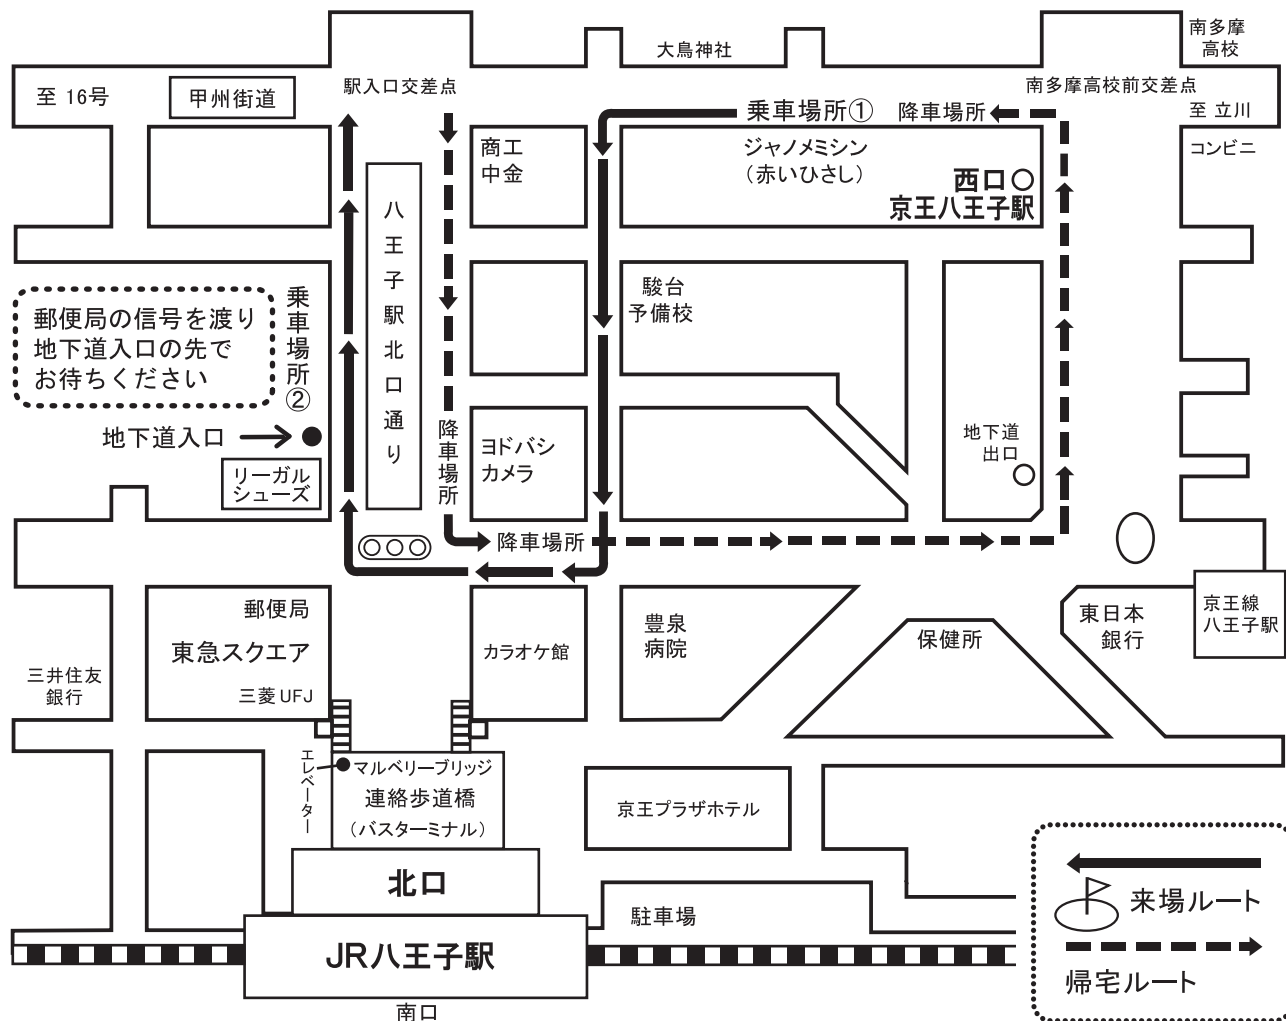 南多摩
高校
大鳥神社
至 16号
甲州街道
駅入口交差点
南多摩高校前交差点
至 立川
乗車場所①
降車場所
商工
中金
ジャノメミシン
(赤いひさし)
コンビニ
西口
京王八王子駅
八王子駅北口通り
郵便局の信号を渡り
地下道入口の先で
お待ちください
乗車場所②
駿台
予備校
地下道入口
リーガル
シューズ
降車場所
ヨドバシ
カメラ
地下道
出口
降車場所
郵便局
東急スクエア
三菱UFJ
三井住友
銀行
カラオケ館
豊泉
病院
保健所
東日本
銀行
京王線
八王子駅
エレベーター
マルベリーブリッジ
連絡歩道橋
(バスターミナル)
京王プラザホテル
北口
駐車場
JR八王子駅
南口
来場ルート
帰宅ルート